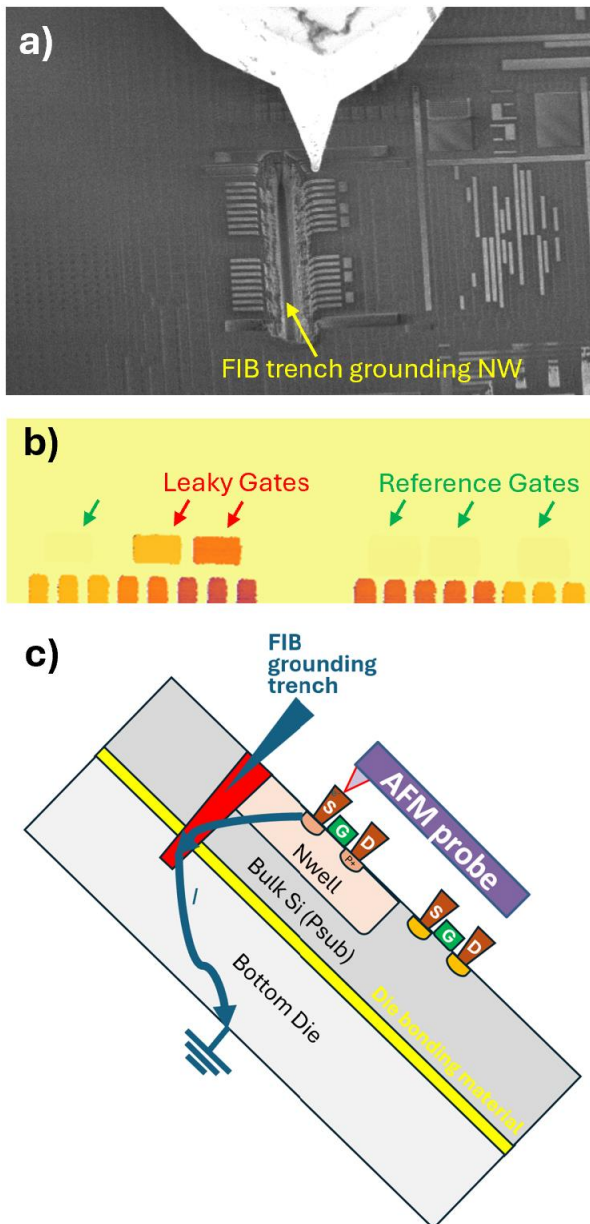 a)
FIB trench grounding NW
b)
Leaky Gates
Reference Gates
c)
FIB
grounding
trench
AFM probe
S
G
D
P+
Nwell
S
G
D
Bulk Si (Psub)
I
Bottom Die
Die bonding material